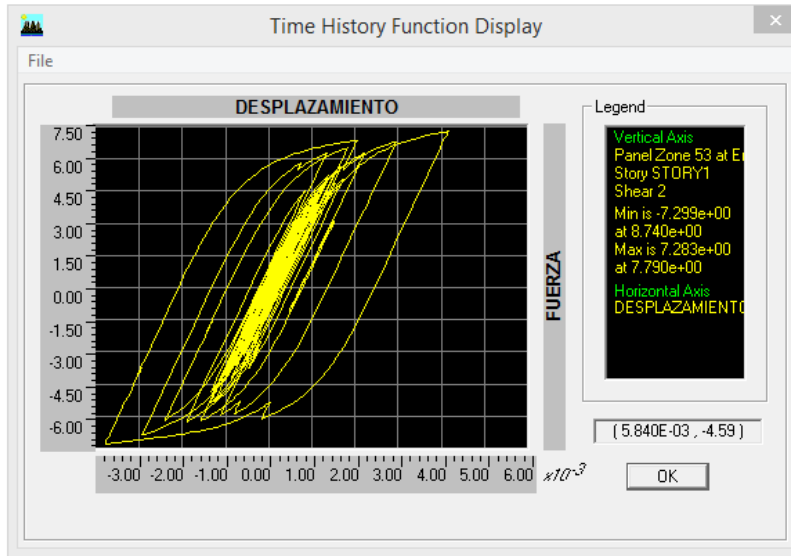 Time History Function Display
File
DESPLAZAMIENTO
7.50
6.00
4.50
3.00
1.50
0.00
-1.50
-3.00
-4.50
-6.00
-3.00 -2.00 -1.00 0.00 1.00 2.00 3.00 4.00 5.00 6.00 x10⁻³
FUERZA
Legend
Vertical Axis
Panel Zone 53 at
Story STORY1
Shear 2
Min is -7.299e+00
at 8.740e+00
Max is 7.283e+00
at 7.790e+00
Horizontal Axis
DESPLAZAMIENTO
( 5.840E-03 , -4.59 )
OK